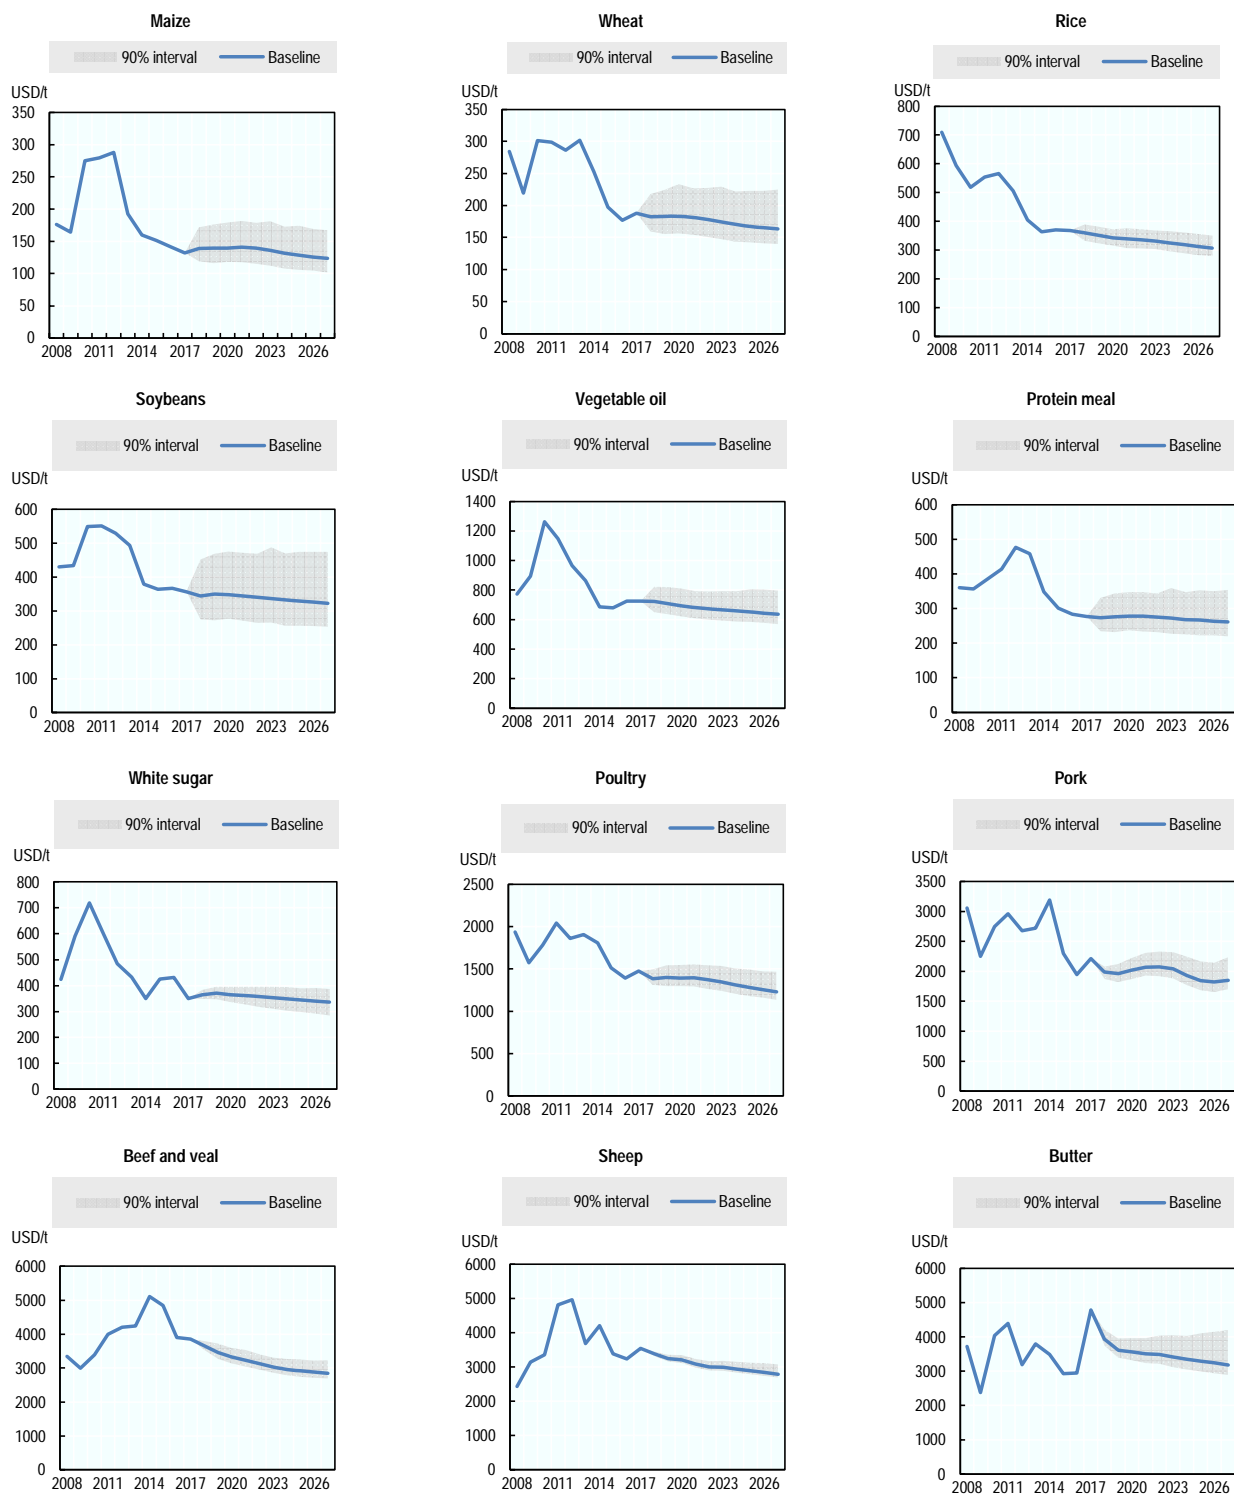 Maize
90% interval Baseline
USD/t
350
300
250
200
150
100
50
0
2008 2011 2014 2017 2020 2023 2026
Wheat
90% interval Baseline
USD/t
350
300
250
200
150
100
50
0
2008 2011 2014 2017 2020 2023 2026
Rice
90% interval Baseline
USD/t
800
700
600
500
400
300
200
100
0
2008 2011 2014 2017 2020 2023 2026
Soybeans
90% interval Baseline
USD/t
600
500
400
300
200
100
0
2008 2011 2014 2017 2020 2023 2026
Vegetable oil
90% interval Baseline
USD/t
1400
1200
1000
800
600
400
200
0
2008 2011 2014 2017 2020 2023 2026
Protein meal
90% interval Baseline
USD/t
600
500
400
300
200
100
0
2008 2011 2014 2017 2020 2023 2026
White sugar
90% interval Baseline
USD/t
800
700
600
500
400
300
200
100
0
2008 2011 2014 2017 2020 2023 2026
Poultry
90% interval Baseline
USD/t
2500
2000
1500
1000
500
0
2008 2011 2014 2017 2020 2023 2026
Pork
90% interval Baseline
USD/t
3500
3000
2500
2000
1500
1000
500
0
2008 2011 2014 2017 2020 2023 2026
Beef and veal
90% interval Baseline
USD/t
6000
5000
4000
3000
2000
1000
0
2008 2011 2014 2017 2020 2023 2026
Sheep
90% interval Baseline
USD/t
6000
5000
4000
3000
2000
1000
0
2008 2011 2014 2017 2020 2023 2026
Butter
90% interval Baseline
USD/t
6000
5000
4000
3000
2000
1000
0
2008 2011 2014 2017 2020 2023 2026